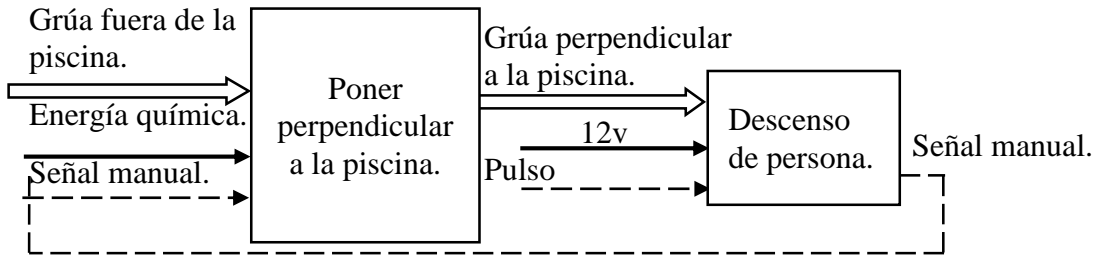 Grúa fuera de la
piscina.
Energía química.
Señal manual.
Poner
perpendicular
a la piscina.
Grúa perpendicular
a la piscina.
12v
Pulso
Descenso
de persona.
Señal manual.